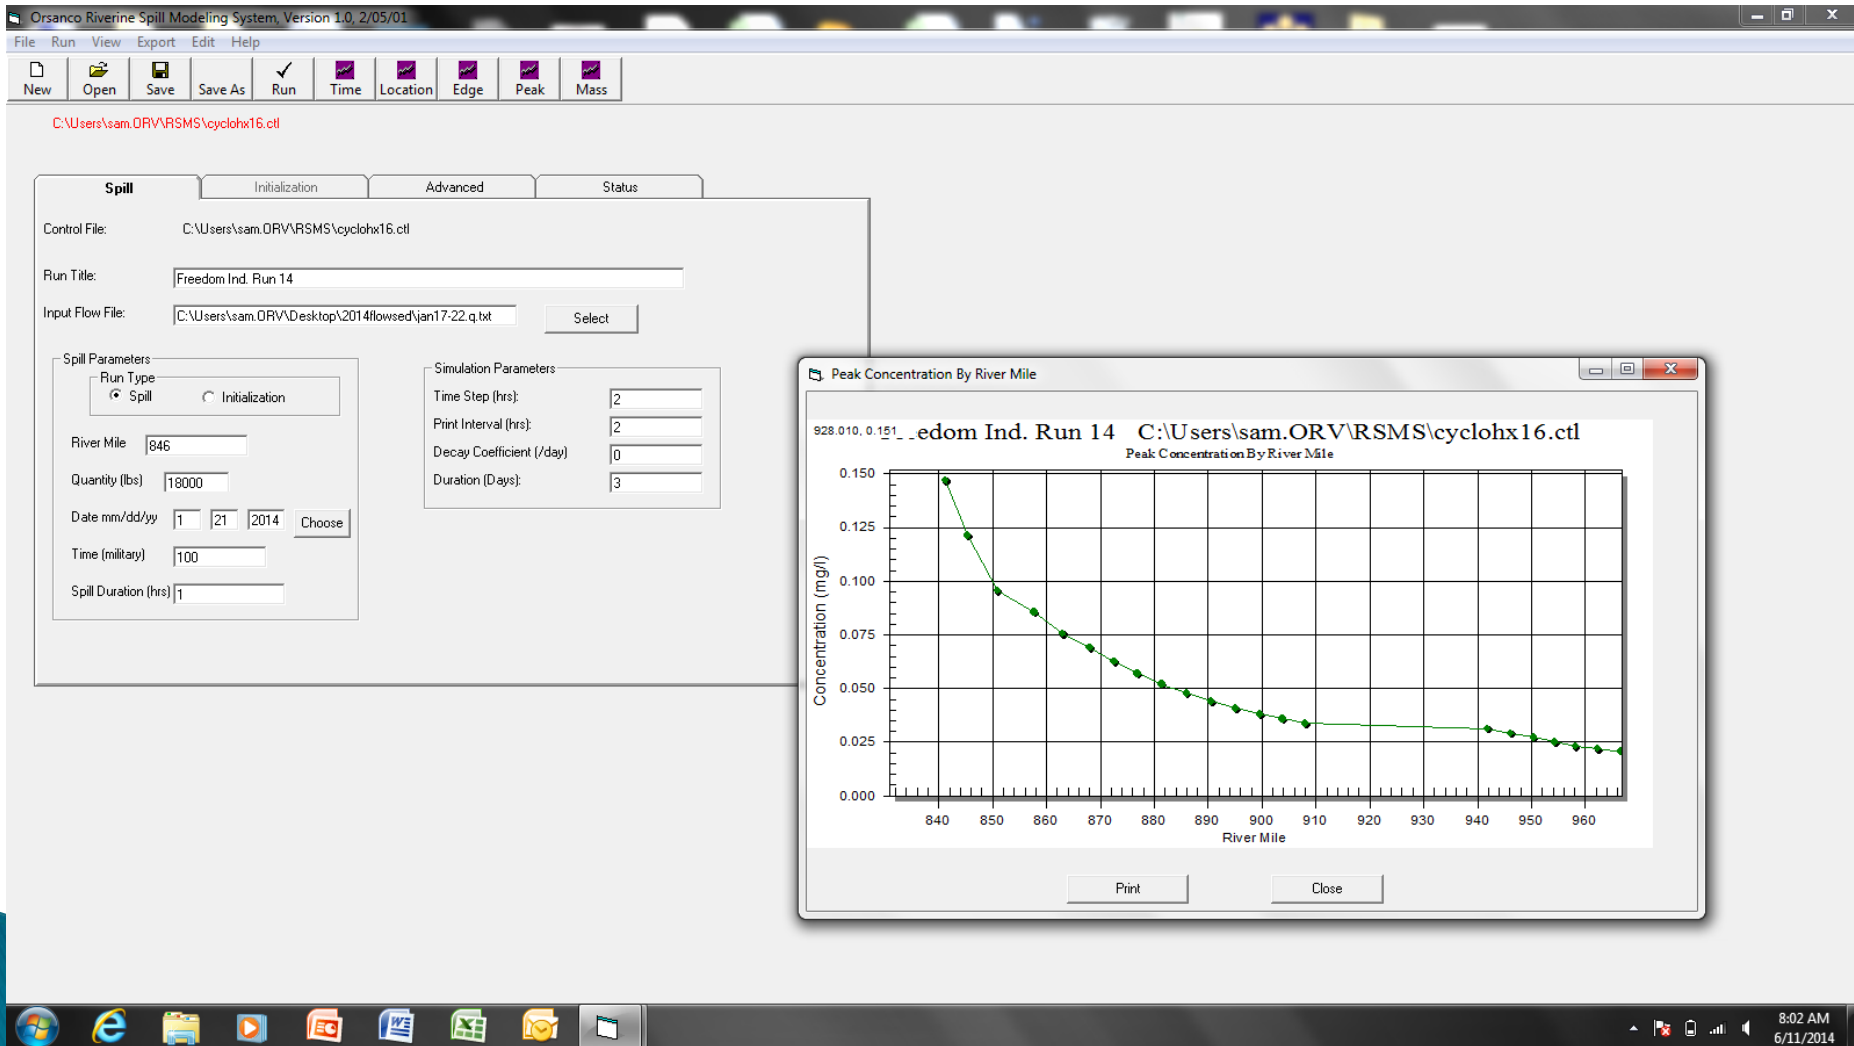 Orsanco Riverine Spill Modeling System, Version 1.0, 2/05/01
File Run View Export Edit Help
New Open Save Save As Run Time Location Edge Peak Mass
C:\Users\sam.ORV\RSMS\cyclohx16.ctl
Spill Initialization Advanced Status
Control File: C:\Users\sam.ORV\RSMS\cyclohx16.ctl
Run Title: Freedom Ind. Run 14
Input Flow File: C:\Users\sam.ORV\Desktop\2014flowsed\jan17-22.q.txt Select
Spill Parameters
Run Type
Spill Initialization
River Mile 846
Quantity (lbs) 18000
Date mm/dd/yy 1 21 2014 Choose
Time (military) 100
Spill Duration (hrs) 1
Simulation Parameters
Time Step (hrs): 2
Print Interval (hrs): 2
Decay Coefficient (/day) 0
Duration (Days): 3
Peak Concentration By River Mile
928.010, 0.151 edom Ind. Run 14 C:\Users\sam.ORV\RSMS\cyclohx16.ctl
Peak Concentration By River Mile
0.150
0.125
0.100
0.075
0.050
0.025
0.000
Concentration (mg/l)
840 850 860 870 880 890 900 910 920 930 940 950 960
River Mile
Print Close
8:02 AM
6/11/2014